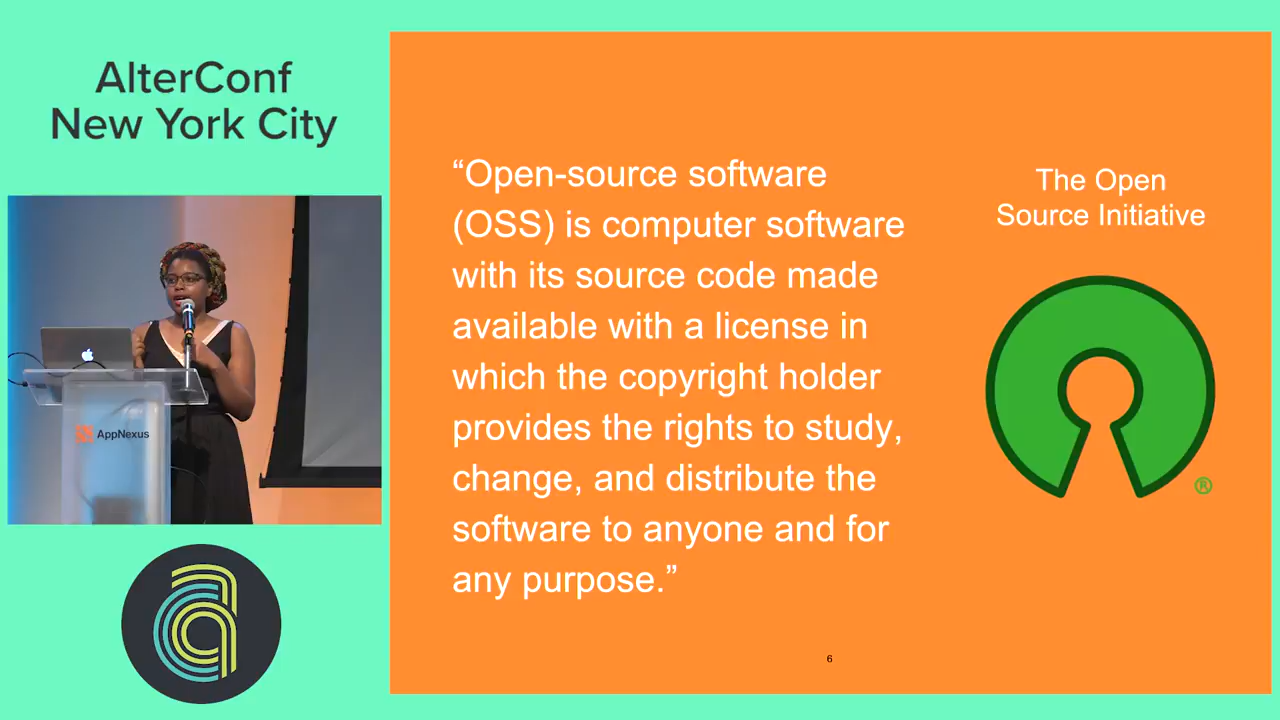 AlterConf
New York City
AppNexus
“Open-source software
(OSS) is computer software
with its source code made
available with a license in
which the copyright holder
provides the rights to study,
change, and distribute the
software to anyone and for
any purpose.”
The Open
Source Initiative
®
6